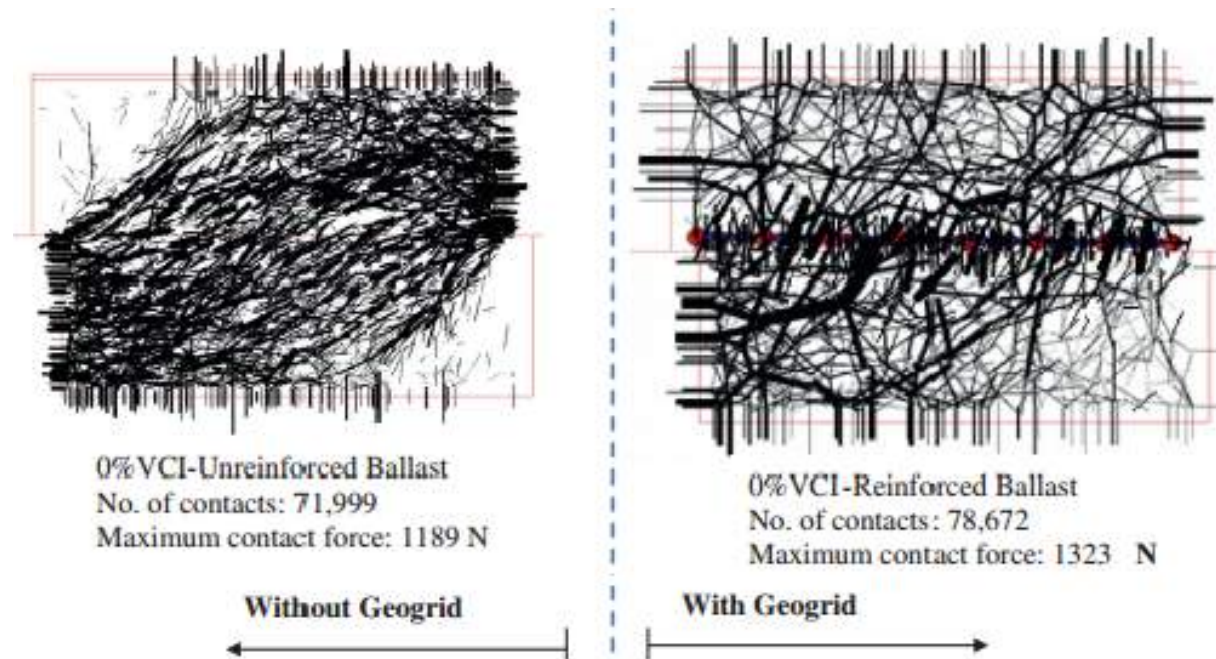 0%VCI-Unreinforced Ballast
No. of contacts: 71,999
Maximum contact force: 1189 N
Without Geogrid
0%VCI-Reinforced Ballast
No. of contacts: 78,672
Maximum contact force: 1323 N
With Geogrid